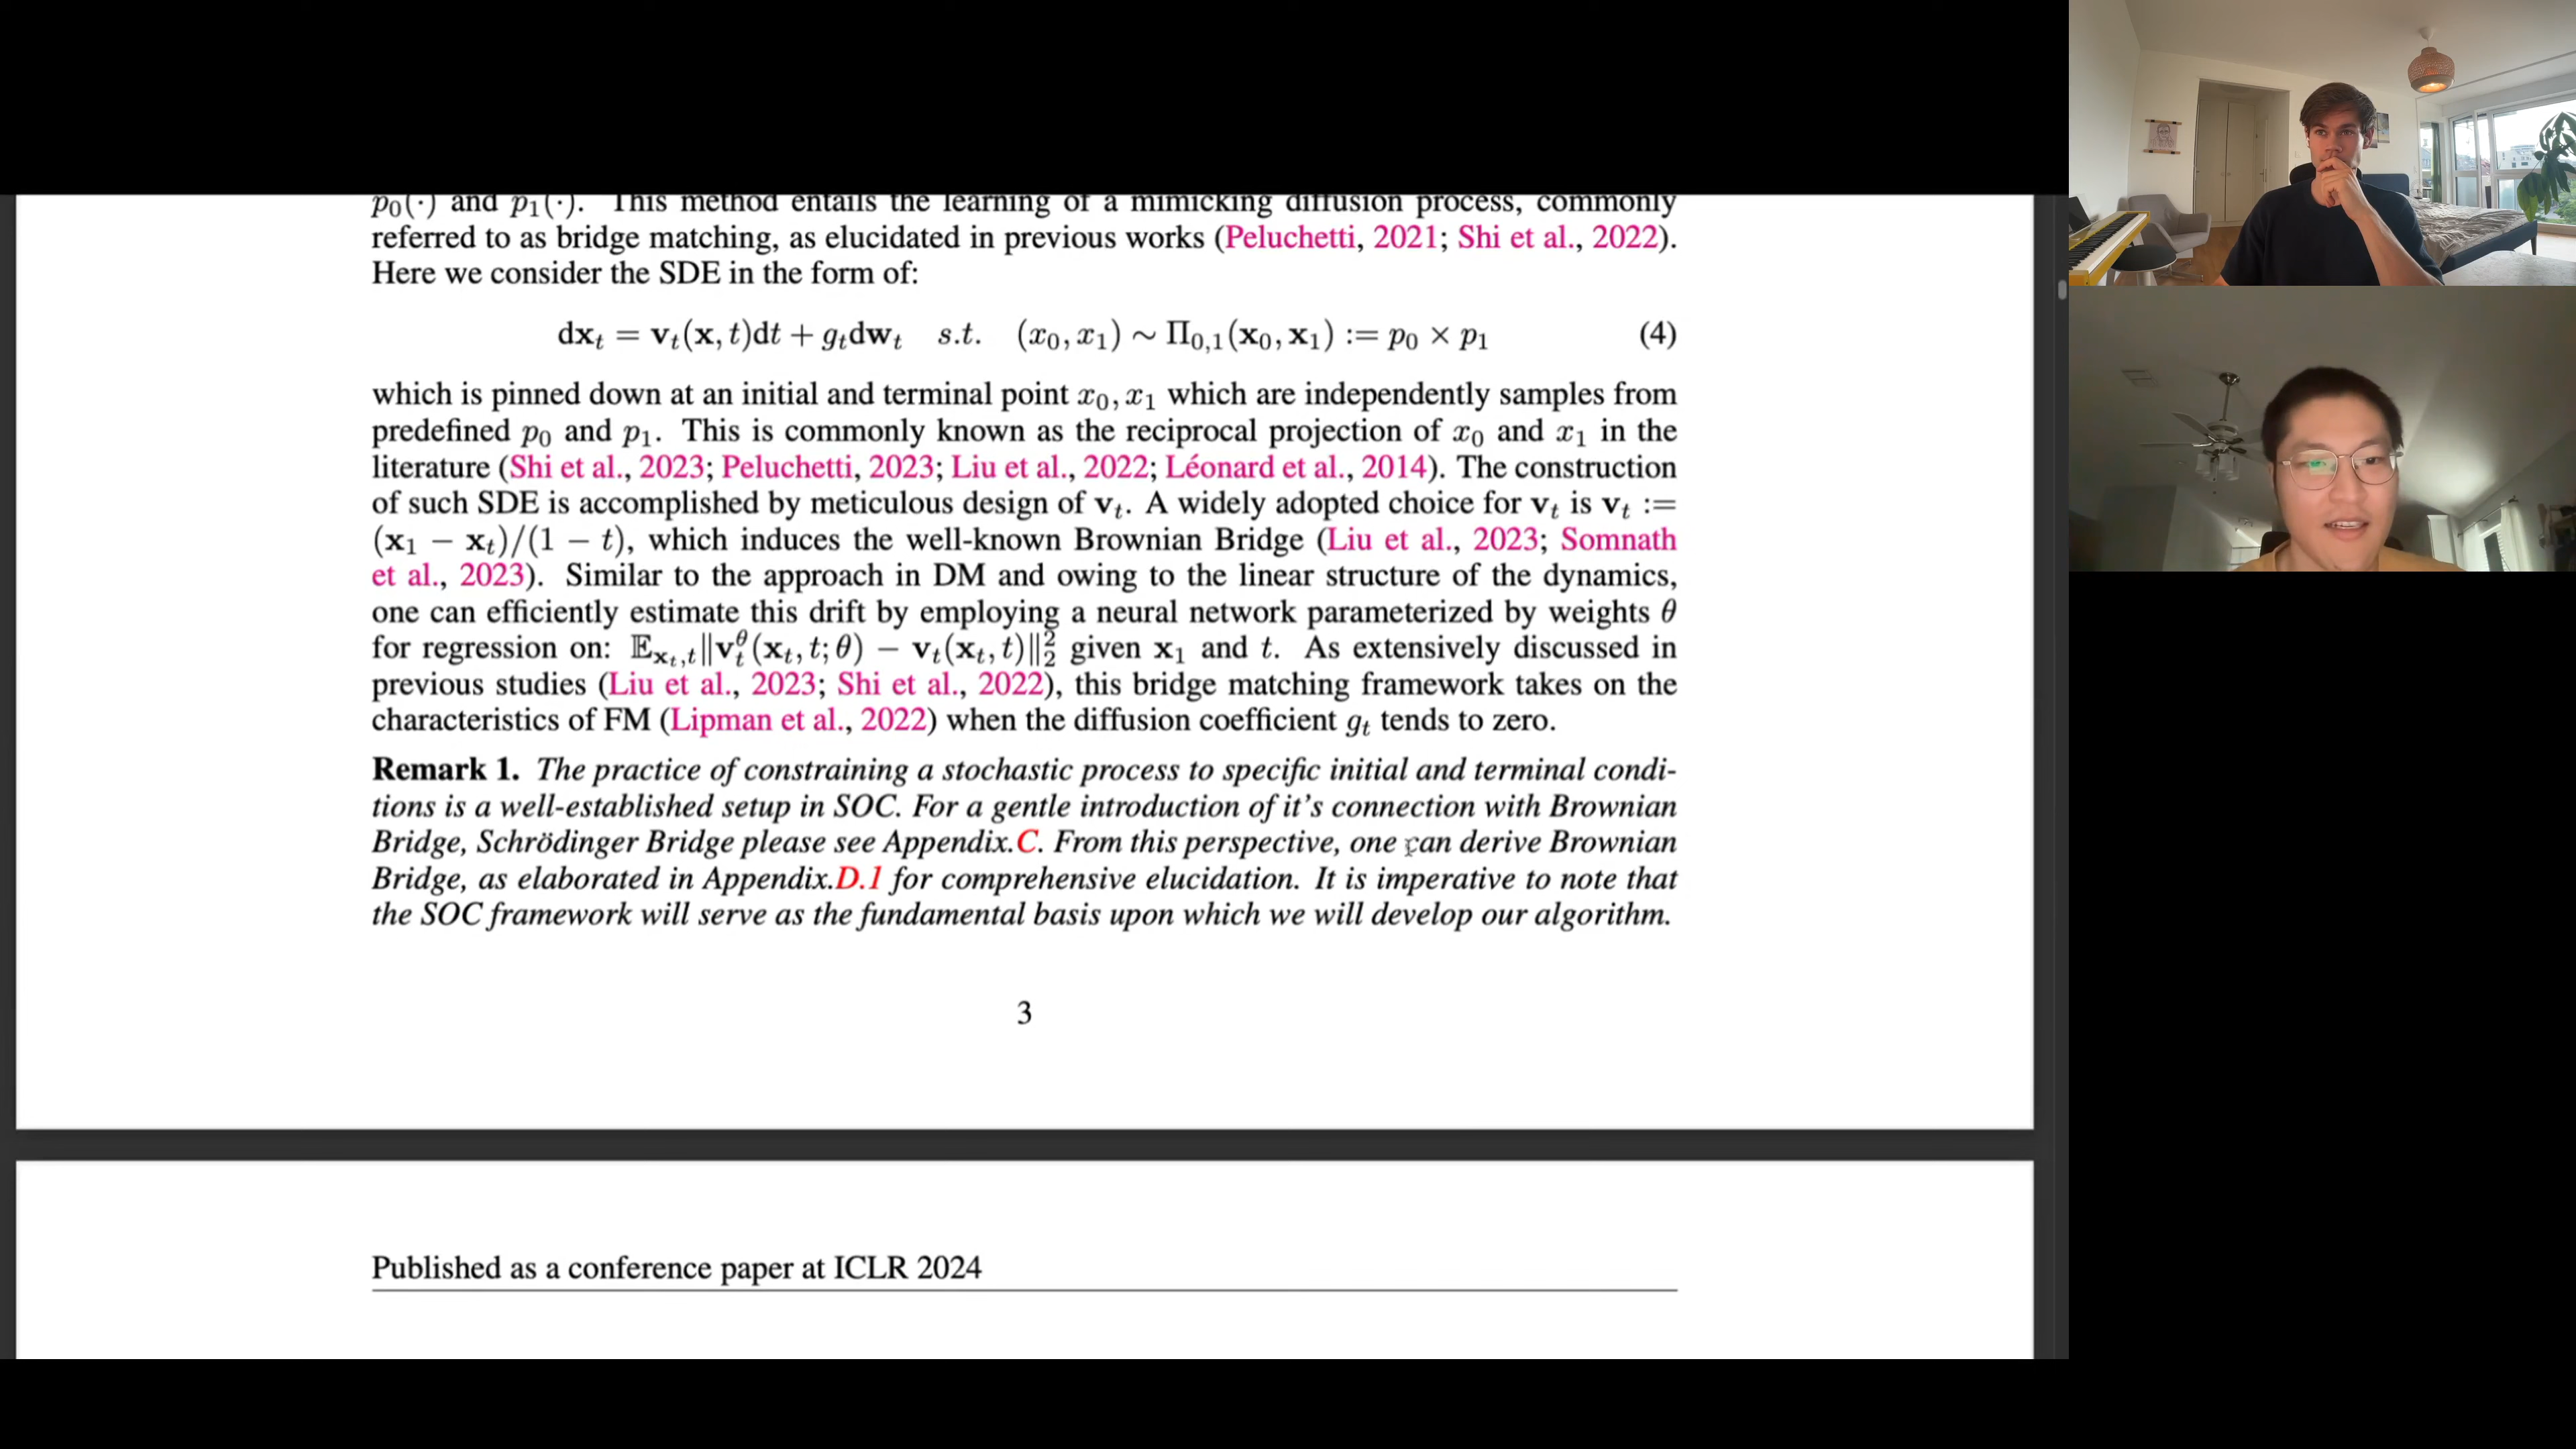 p₀(·) and p₁(·). This method entails the learning of a mimicking diffusion process, commonly
referred to as bridge matching, as elucidated in previous works (Peluchetti, 2021; Shi et al., 2022).
Here we consider the SDE in the form of:
dxₜ = vₜ(x, t)dt + gₜdwₜ s.t. (x₀, x₁) ∼ Π₀,₁(x₀, x₁) := p₀ × p₁ (4)
which is pinned down at an initial and terminal point x₀, x₁ which are independently samples from
predefined p₀ and p₁. This is commonly known as the reciprocal projection of x₀ and x₁ in the
literature (Shi et al., 2023; Peluchetti, 2023; Liu et al., 2022; Léonard et al., 2014). The construction
of such SDE is accomplished by meticulous design of vₜ. A widely adopted choice for vₜ is vₜ :=
(x₁ − xₜ)/(1 − t), which induces the well-known Brownian Bridge (Liu et al., 2023; Somnath
et al., 2023). Similar to the approach in DM and owing to the linear structure of the dynamics,
one can efficiently estimate this drift by employing a neural network parameterized by weights θ
for regression on: 𝔼ₓₜ,ₜ‖vₜᶿ(xₜ, t; θ) − vₜ(xₜ, t)‖₂² given x₁ and t. As extensively discussed in
previous studies (Liu et al., 2023; Shi et al., 2022), this bridge matching framework takes on the
characteristics of FM (Lipman et al., 2022) when the diffusion coefficient gₜ tends to zero.
Remark 1. The practice of constraining a stochastic process to specific initial and terminal condi-
tions is a well-established setup in SOC. For a gentle introduction of it's connection with Brownian
Bridge, Schrödinger Bridge please see Appendix.C. From this perspective, one can derive Brownian
Bridge, as elaborated in Appendix.D.1 for comprehensive elucidation. It is imperative to note that
the SOC framework will serve as the fundamental basis upon which we will develop our algorithm.
3
Published as a conference paper at ICLR 2024